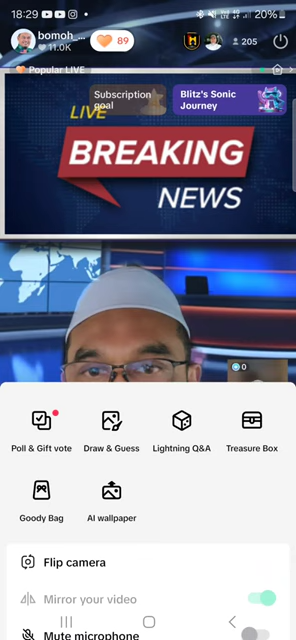 18:29
20%
bomoh_...
11.0K
89
205
Popular LIVE
Subscription goal
Blitz's Sonic Journey
LIVE
BREAKING
NEWS
0
Poll & Gift vote
Draw & Guess
Lightning Q&A
Treasure Box
Goody Bag
AI wallpaper
Flip camera
Mirror your video
Mute microphone